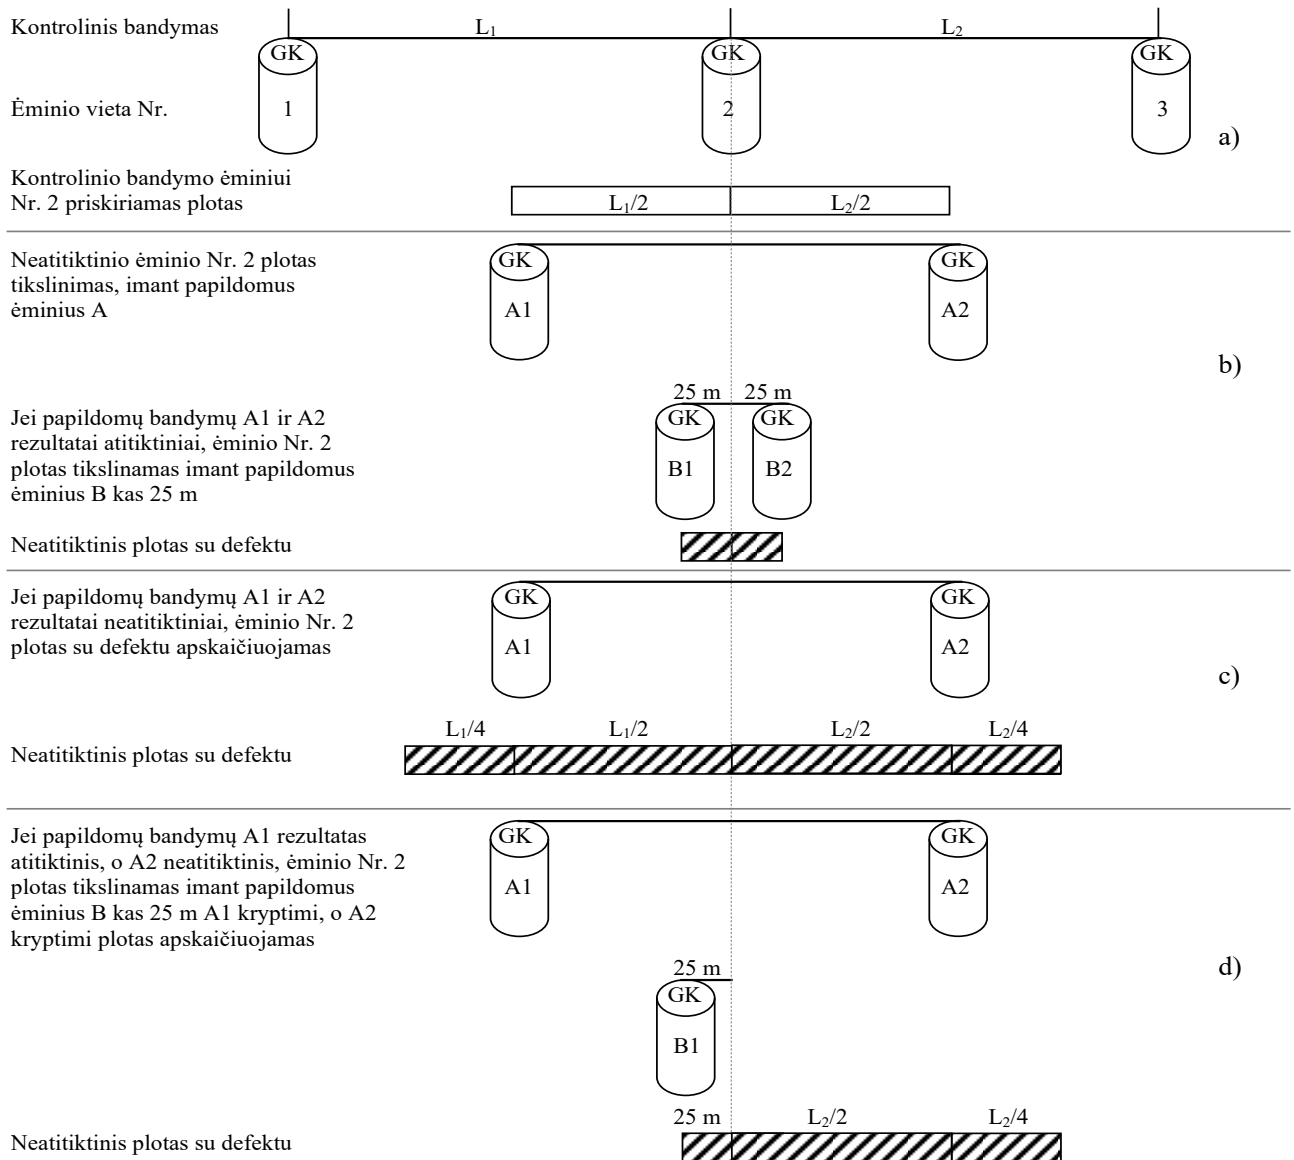 Kontrolinis bandymas
L₁ L₂
GK GK GK
Ėminio vieta Nr.
1 2 3
a)
Kontrolinio bandymo ėminiui
Nr. 2 priskiriamas plotas
L₁/2 L₂/2
Neatitiktinio ėminio Nr. 2 plotas
tikslinimas, imant papildomus
ėminius A
GK GK
A1 A2
b)
25 m 25 m
Jei papildomų bandymų A1 ir A2
rezultatai atitiktiniai, ėminio Nr. 2
plotas tikslinamas imant papildomus
ėminius B kas 25 m
GK GK
B1 B2
Neatitiktinis plotas su defektu
Jei papildomų bandymų A1 ir A2
rezultatai neatitiktiniai, ėminio Nr. 2
plotas su defektu apskaičiuojamas
GK GK
A1 A2
c)
L₁/4 L₁/2 L₂/2 L₂/4
Neatitiktinis plotas su defektu
Jei papildomų bandymų A1 rezultatas
atitiktinis, o A2 neatitiktinis, ėminio Nr. 2
plotas tikslinamas imant papildomus
ėminius B kas 25 m A1 kryptimi, o A2
kryptimi plotas apskaičiuojamas
GK GK
A1 A2
d)
25 m
GK
B1
25 m L₂/2 L₂/4
Neatitiktinis plotas su defektu